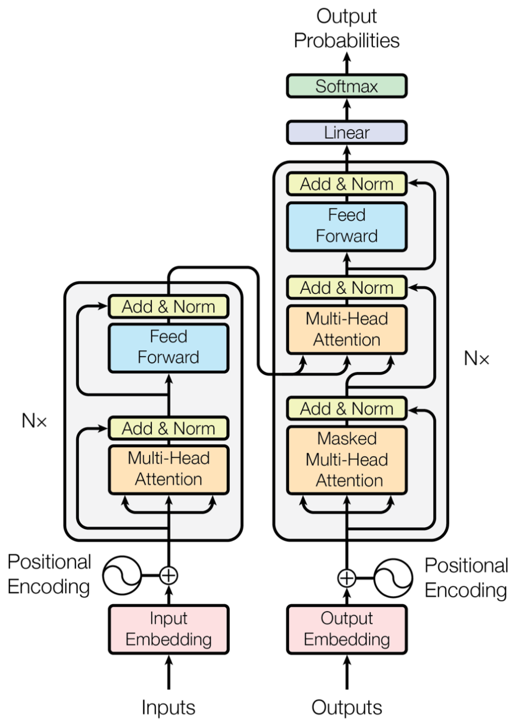 Output
Probabilities
Softmax
Linear
Add & Norm
Feed
Forward
Add & Norm
Multi-Head
Attention
Add & Norm
Masked
Multi-Head
Attention
N×
Add & Norm
Feed
Forward
Add & Norm
Multi-Head
Attention
N×
Positional
Encoding
Positional
Encoding
Input
Embedding
Output
Embedding
Inputs
Outputs